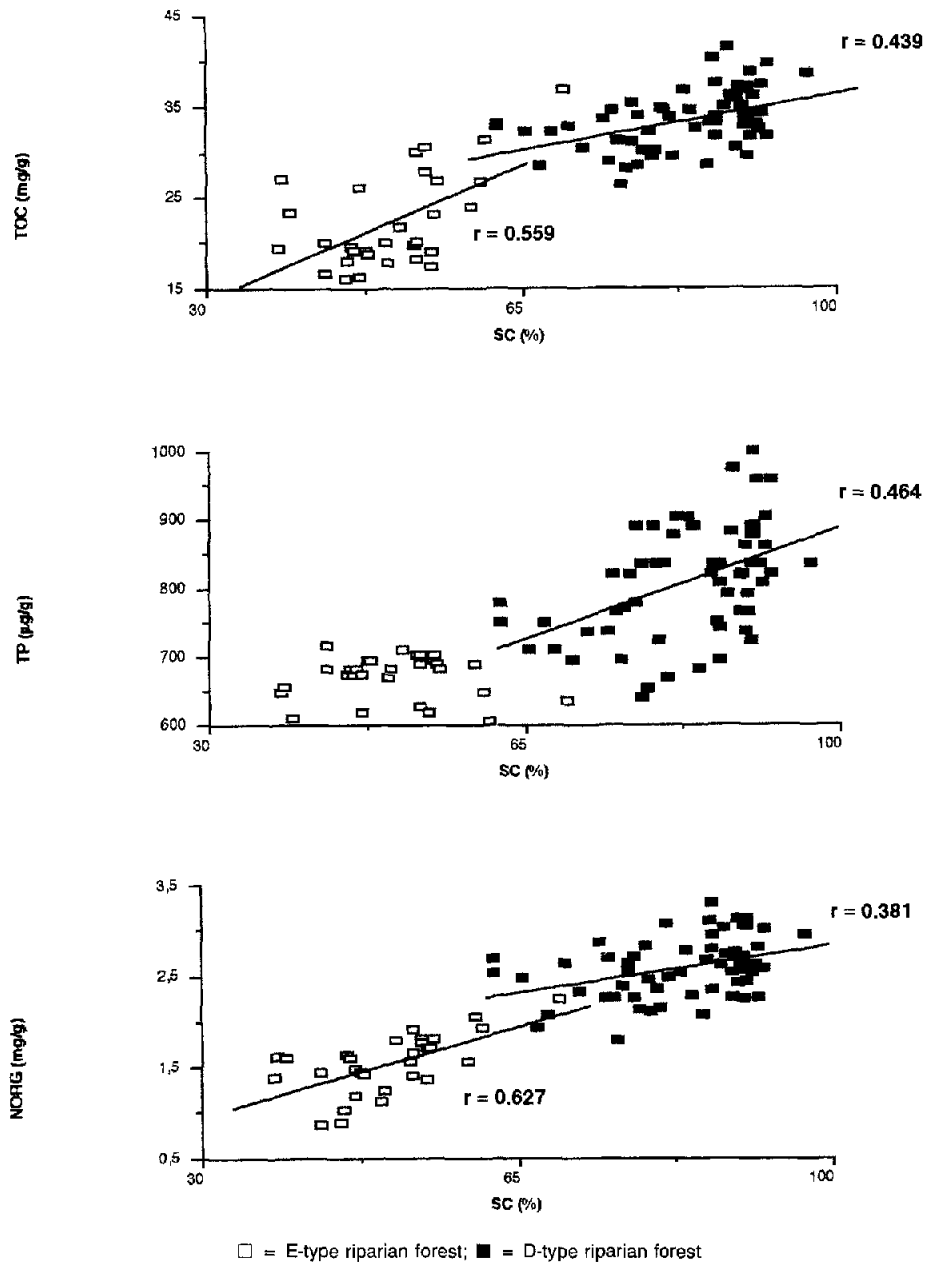 45
r = 0.439
35
TOC (mg/g)
25
r = 0.559
15
30
65
100
SC (%)
1000
r = 0.464
900
800
TP (µg/g)
700
600
30
65
100
SC (%)
3,5
r = 0.381
2,5
NORG (mg/g)
1,5
r = 0.627
0,5
30
65
100
SC (%)
□ = E-type riparian forest; ■ = D-type riparian forest